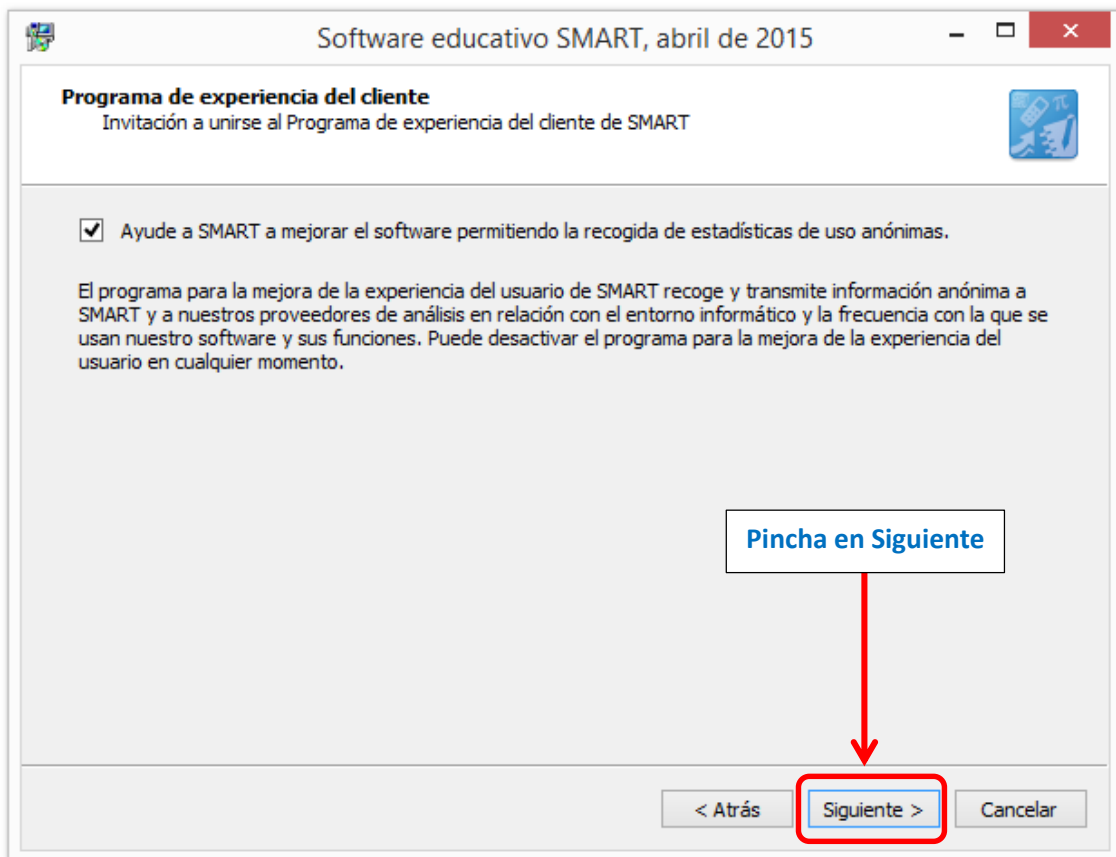 Software educativo SMART, abril de 2015
Programa de experiencia del cliente
Invitación a unirse al Programa de experiencia del cliente de SMART
Ayude a SMART a mejorar el software permitiendo la recogida de estadísticas de uso anónimas.
El programa para la mejora de la experiencia del usuario de SMART recoge y transmite información anónima a
SMART y a nuestros proveedores de análisis en relación con el entorno informático y la frecuencia con la que se
usan nuestro software y sus funciones. Puede desactivar el programa para la mejora de la experiencia del
usuario en cualquier momento.
Pincha en Siguiente
< Atrás
Siguiente >
Cancelar